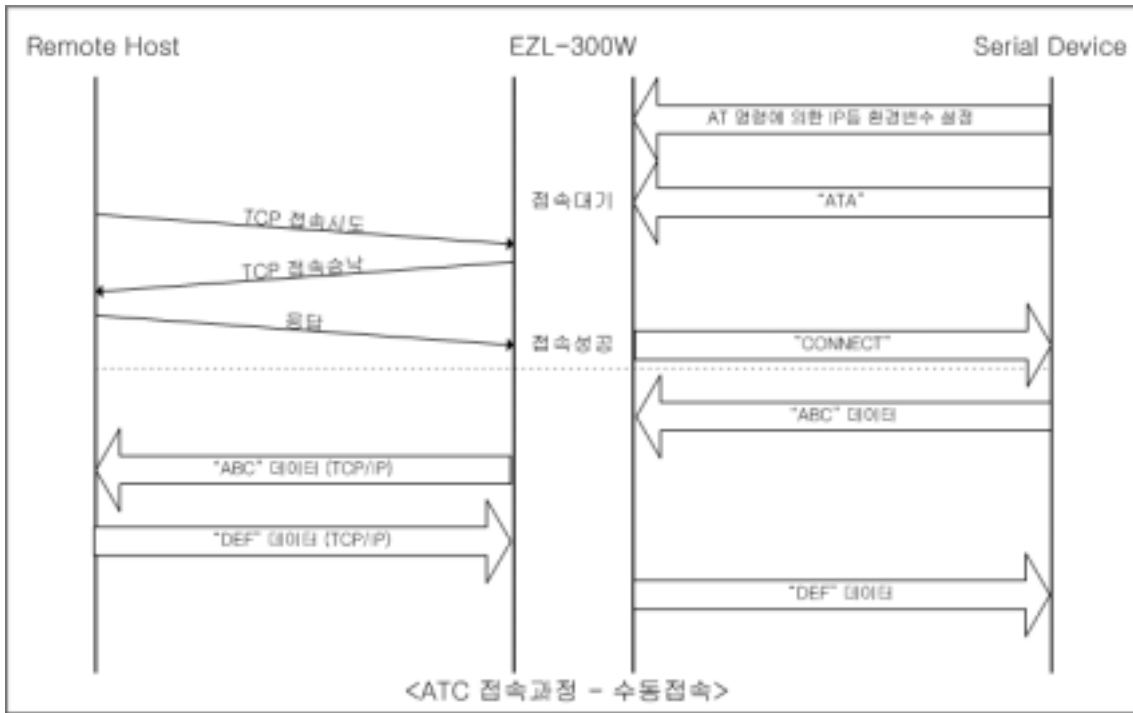 Remote Host
EZL-300W
Serial Device
AT 명령에 의한 IP등 환경변수 설정
접속대기
"ATA"
TCP 접속시도
TCP 접속승낙
응답
접속성공
"CONNECT"
"ABC" 데이터
"ABC" 데이터 (TCP/IP)
"DEF" 데이터 (TCP/IP)
"DEF" 데이터
<ATC 접속과정 - 수동접속>